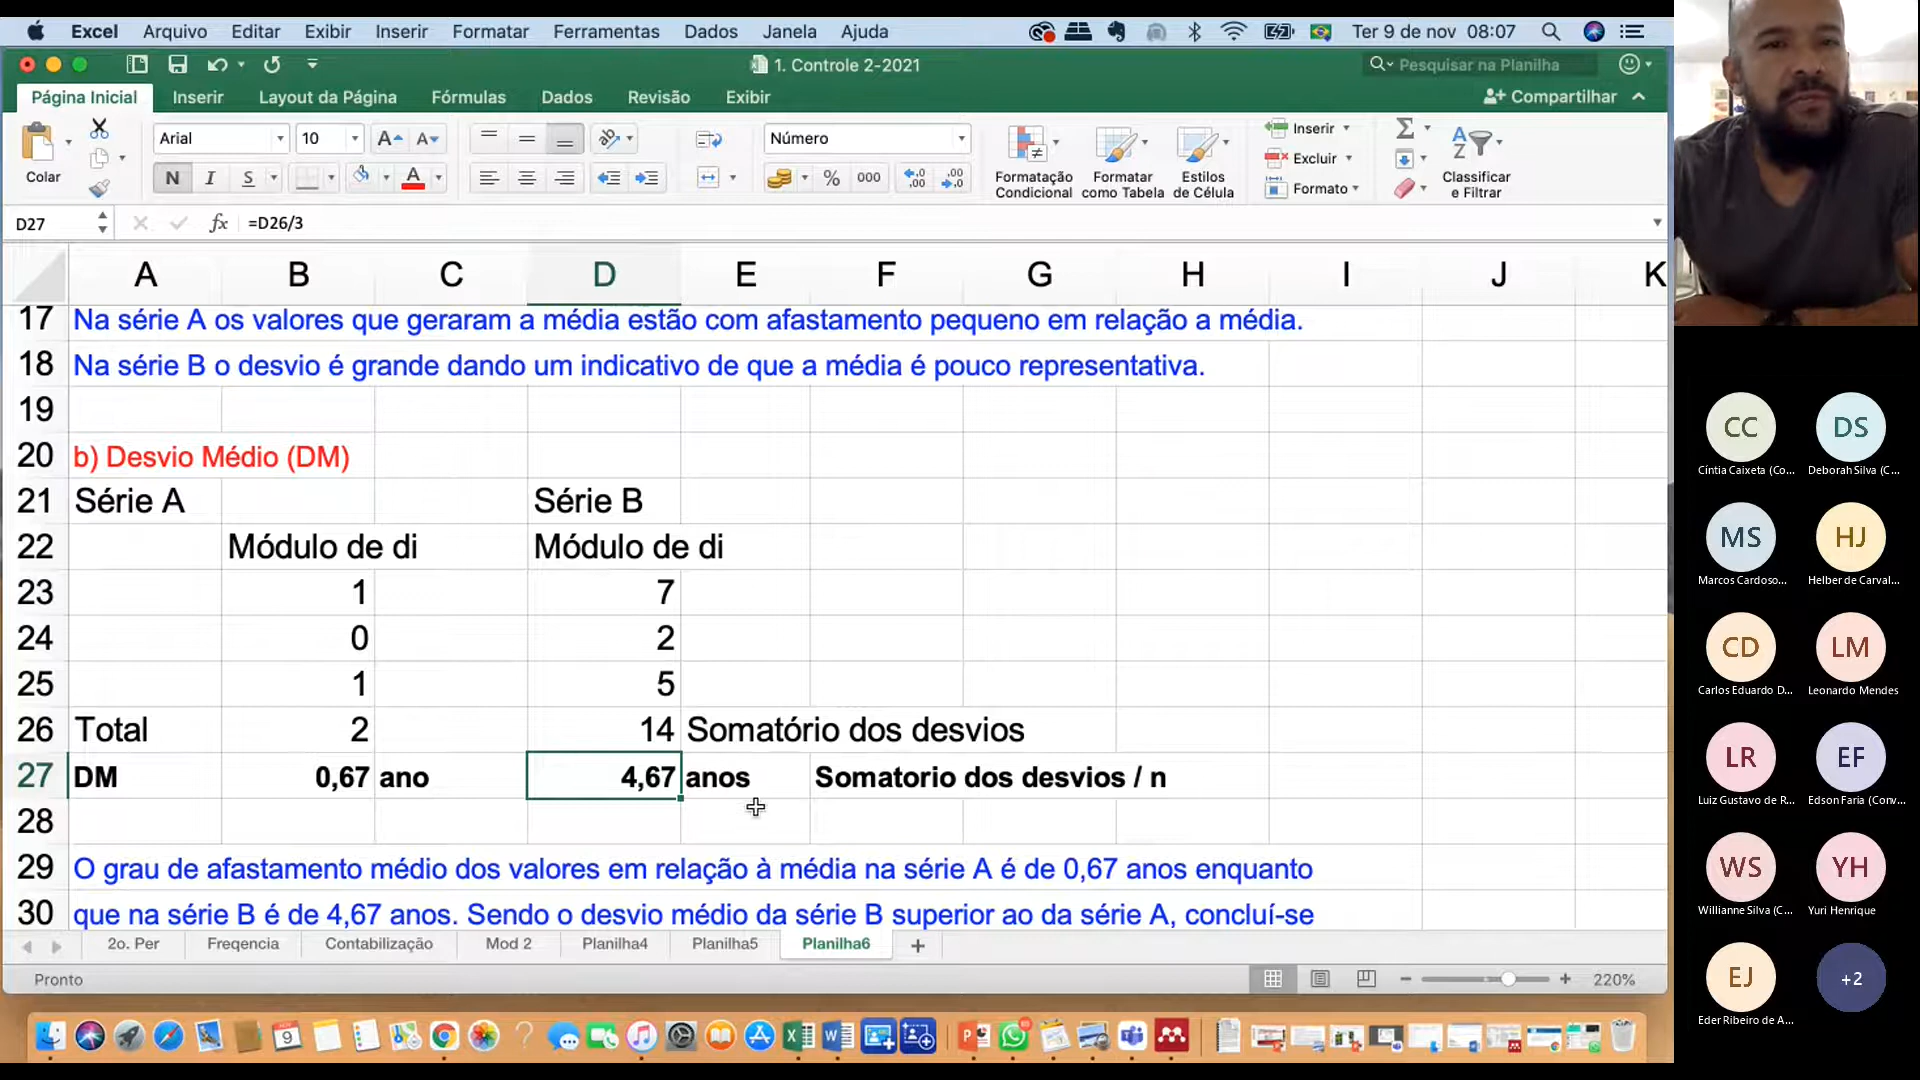 Excel Arquivo Editar Exibir Inserir Formatar Ferramentas Dados Janela Ajuda Ter 9 de nov 08:07
1. Controle 2-2021 Pesquisar na Planilha
Página Inicial Inserir Layout da Página Fórmulas Dados Revisão Exibir Compartilhar
Colar Arial 10 A A Número Inserir
N I S A % 000 Excluir
Formatação Condicional Formatar como Tabela Estilos de Célula Formato Classificar e Filtrar
D27 fx =D26/3
A B C D E F G H I J K
17 Na série A os valores que geraram a média estão com afastamento pequeno em relação a média.
18 Na série B o desvio é grande dando um indicativo de que a média é pouco representativa.
19
20 b) Desvio Médio (DM)
21 Série A Série B
22 Módulo de di Módulo de di
23 1 7
24 0 2
25 1 5
26 Total 2 14 Somatório dos desvios
27 DM 0,67 ano 4,67 anos Somatorio dos desvios / n
28
29 O grau de afastamento médio dos valores em relação à média na série A é de 0,67 anos enquanto
30 que na série B é de 4,67 anos. Sendo o desvio médio da série B superior ao da série A, concluí-se
2o. Per Freqencia Contabilização Mod 2 Planilha4 Planilha5 Planilha6 +
Pronto 220%
CC DS
Cíntia Caixeta (Co... Deborah Silva (C...
MS HJ
Marcos Cardoso... Helber de Carval...
CD LM
Carlos Eduardo D... Leonardo Mendes
LR EF
Luiz Gustavo de R... Edson Faria (Conv...
WS YH
Willianne Silva (C... Yuri Henrique
EJ +2
Eder Ribeiro de A...